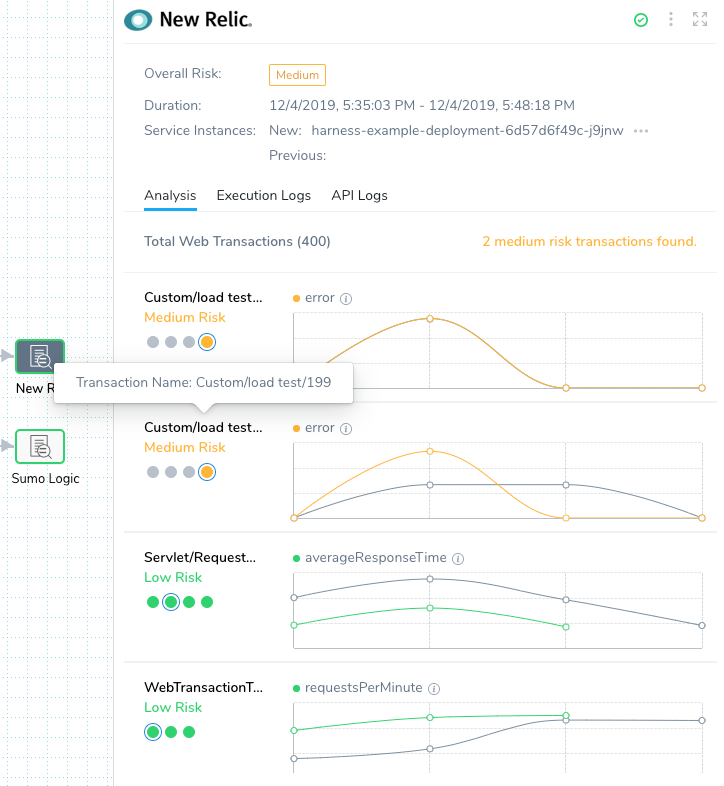 New Relic.
Overall Risk: Medium
Duration: 12/4/2019, 5:35:03 PM - 12/4/2019, 5:48:18 PM
Service Instances: New: harness-example-deployment-6d57d6f49c-j9jnw ...
Previous:
Analysis Execution Logs API Logs
Total Web Transactions (400) 2 medium risk transactions found.
Custom/load test... error
Medium Risk
New R
Transaction Name: Custom/load test/199
Custom/load test... error
Medium Risk
Sumo Logic
Servlet/Request... averageResponseTime
Low Risk
WebTransactionT... requestsPerMinute
Low Risk